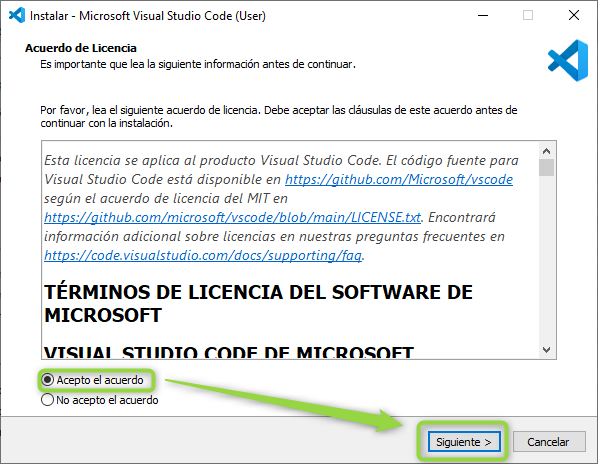 Instalar - Microsoft Visual Studio Code (User)
Acuerdo de Licencia
Es importante que lea la siguiente información antes de continuar.
Por favor, lea el siguiente acuerdo de licencia. Debe aceptar las cláusulas de este acuerdo antes de
continuar con la instalación.
Esta licencia se aplica al producto Visual Studio Code. El código fuente para
Visual Studio Code está disponible en https://github.com/Microsoft/vscode
según el acuerdo de licencia del MIT en
https://github.com/microsoft/vscode/blob/main/LICENSE.txt. Encontrará
información adicional sobre licencias en nuestras preguntas frecuentes en
https://code.visualstudio.com/docs/supporting/faq.
TÉRMINOS DE LICENCIA DEL SOFTWARE DE
MICROSOFT
VISUAL STUDIO CODE DE MICROSOFT
Acepto el acuerdo
No acepto el acuerdo
Siguiente >
Cancelar